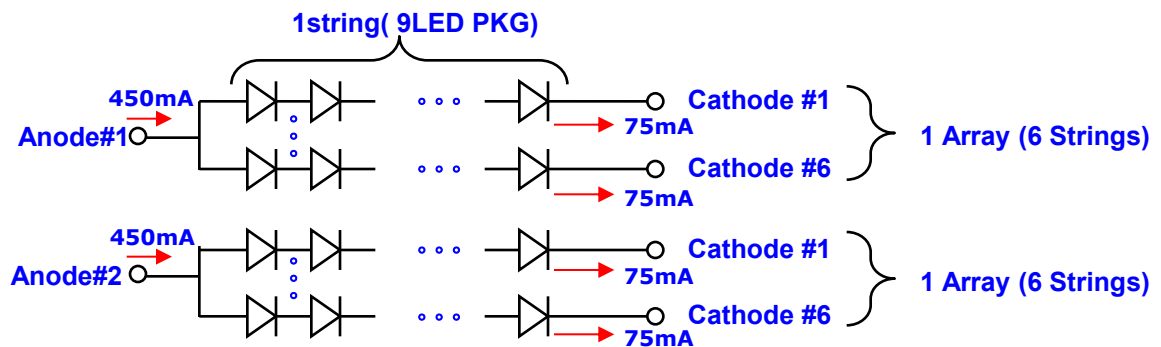 1string( 9LED PKG)
450mA
Anode#1
Cathode #1
75mA
1 Array (6 Strings)
Cathode #6
75mA
450mA
Anode#2
Cathode #1
75mA
1 Array (6 Strings)
Cathode #6
75mA